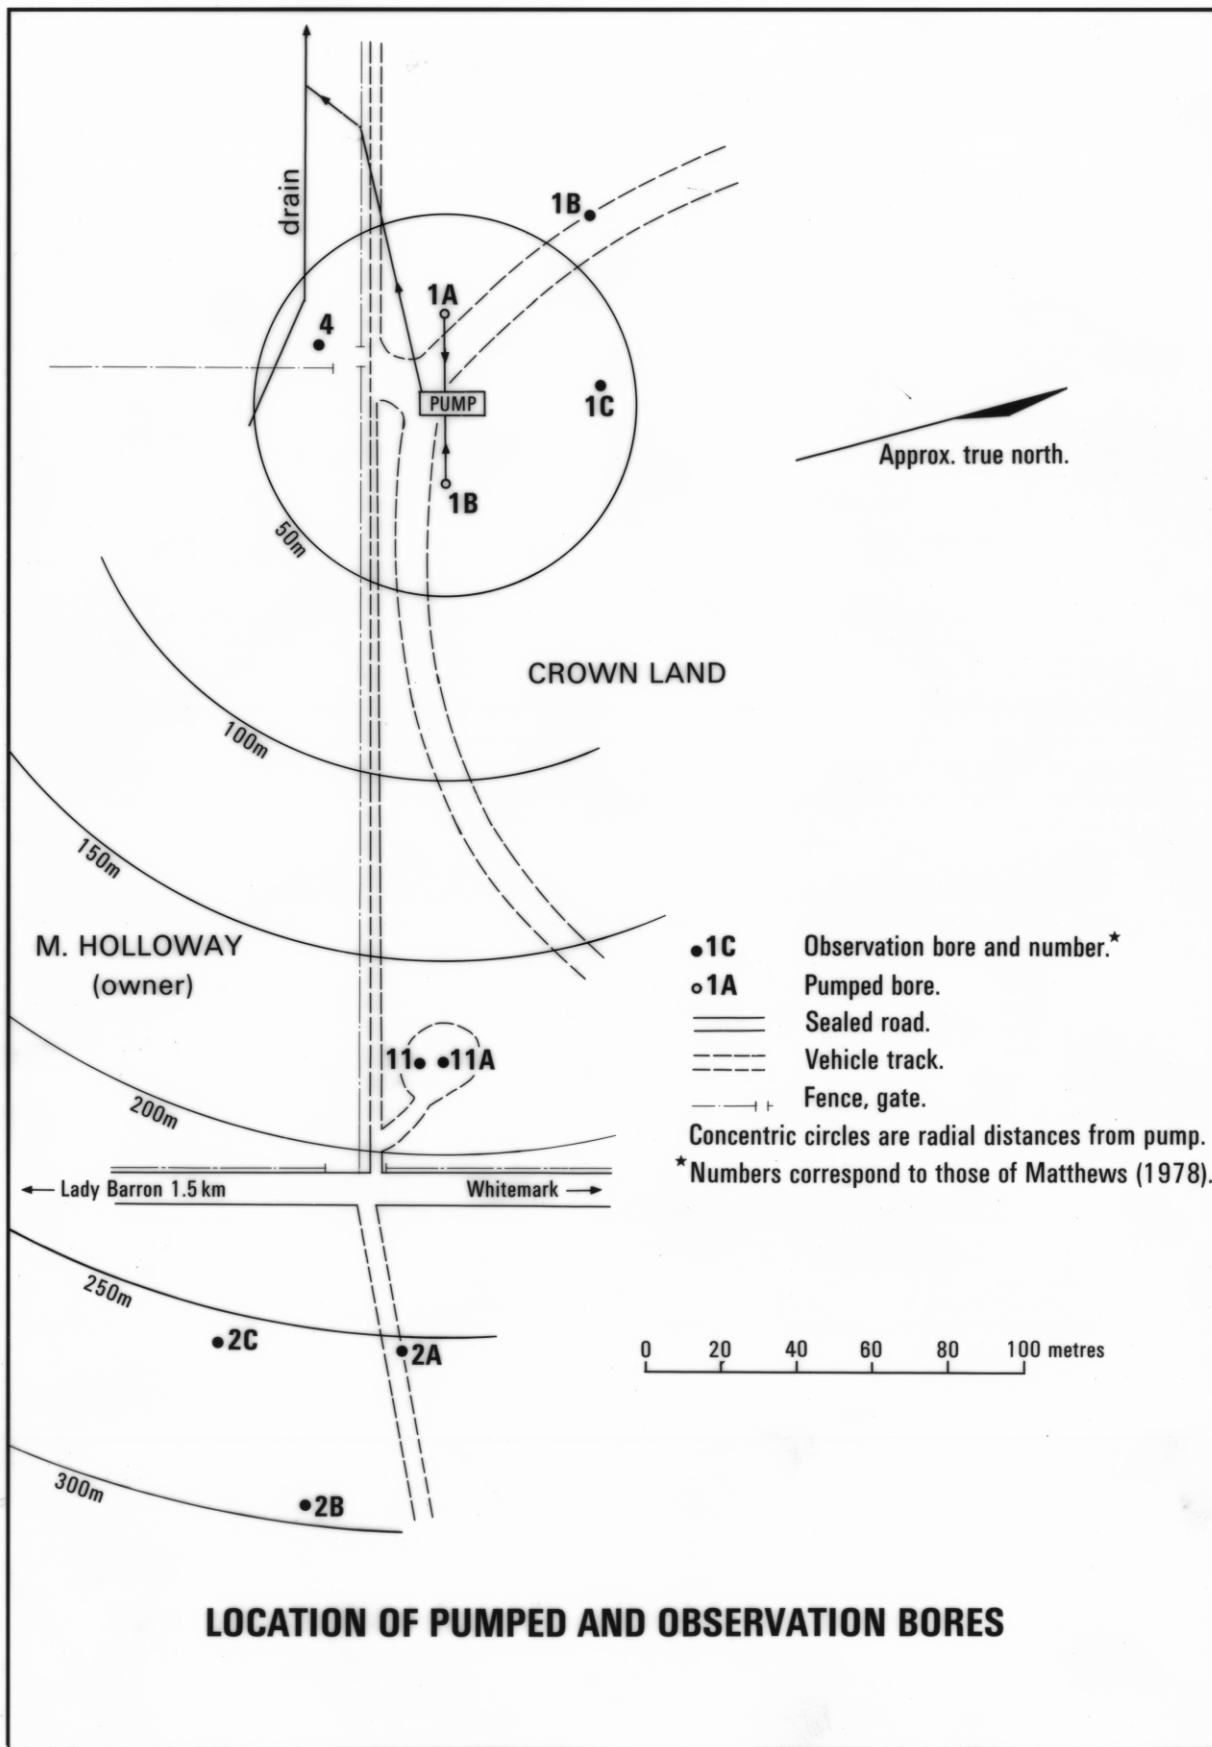 drain
1B
1A
4
PUMP
1C
1B
50m
Approx. true north.
CROWN LAND
100m
150m
M. HOLLOWAY
(owner)
1C Observation bore and number.★
1A Pumped bore.
Sealed road.
Vehicle track.
Fence, gate.
Concentric circles are radial distances from pump.
★Numbers correspond to those of Matthews (1978).
11 11A
200m
← Lady Barron 1.5 km Whitemark →
250m
2C
2A
0 20 40 60 80 100 metres
300m
2B
LOCATION OF PUMPED AND OBSERVATION BORES